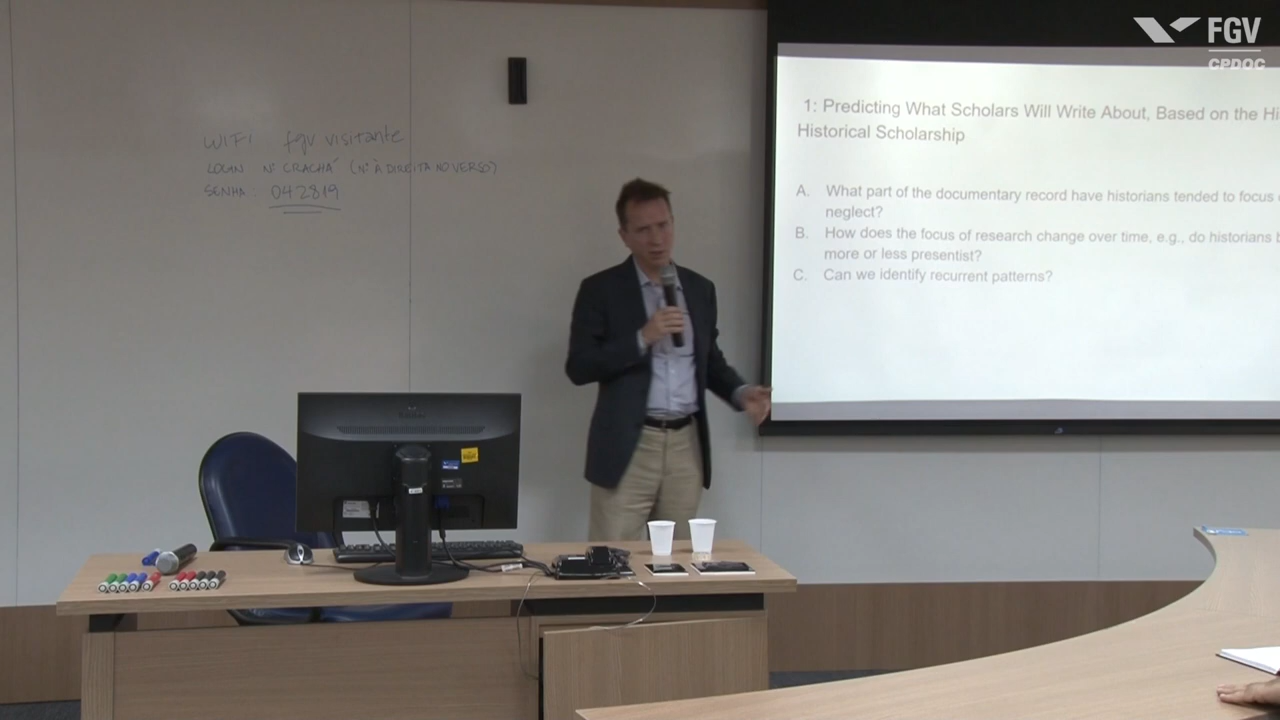 FGV
CPDOC
WIFI: fgv visitante
LOGIN Nº CRACHÁ (Nº À DIREITA NO VERSO)
SENHA: 042819
1: Predicting What Scholars Will Write About, Based on the Hi
Historical Scholarship
A. What part of the documentary record have historians tended to focus
neglect?
B. How does the focus of research change over time, e.g., do historians b
more or less presentist?
C. Can we identify recurrent patterns?